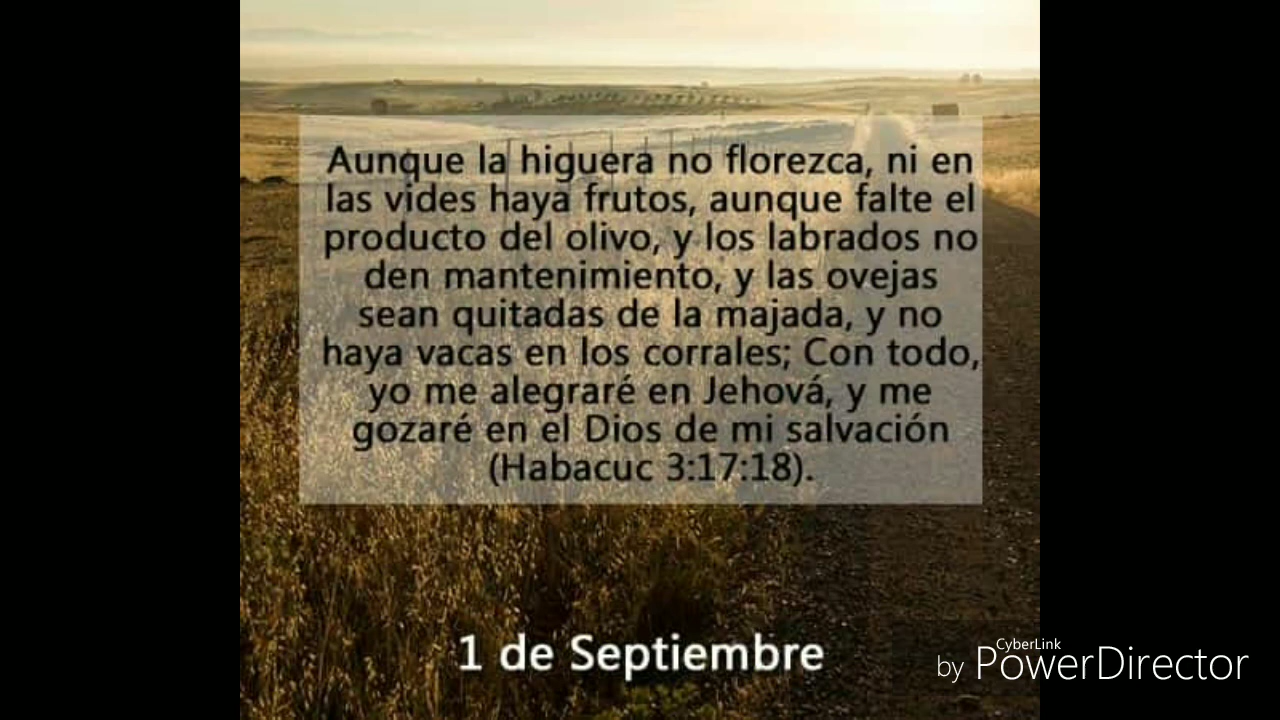 Aunque la higuera no florezca, ni en
las vides haya frutos, aunque falte el
producto del olivo, y los labrados no
den mantenimiento, y las ovejas
sean quitadas de la majada, y no
haya vacas en los corrales; Con todo,
yo me alegraré en Jehová, y me
gozaré en el Dios de mi salvación
(Habacuc 3:17:18).
1 de Septiembre
CyberLink
by PowerDirector